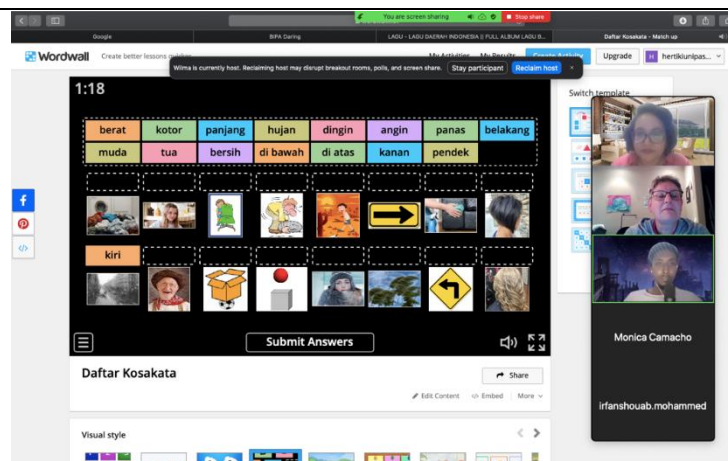 You are screen sharing
Stop share
Google
BIPA Daring
LAGU - LAGU DAERAH INDONESIA || FULL ALBUM LAGU B...
Daftar Kosakata - Match up
Wordwall
Create better lessons quicker
My Activities
My Results
Create Activity
Upgrade
hertikiunipas...
Wilma is currently host. Reclaiming host may disrupt breakout rooms, polls, and screen share.
Stay participant
Reclaim host
1:18
Switch template
berat kotor panjang hujan dingin angin panas belakang
muda tua bersih di bawah di atas kanan pendek
kiri
Submit Answers
Monica Camacho
irfanshouab.mohammed
Daftar Kosakata
Share
Edit Content
Embed
More
Visual style